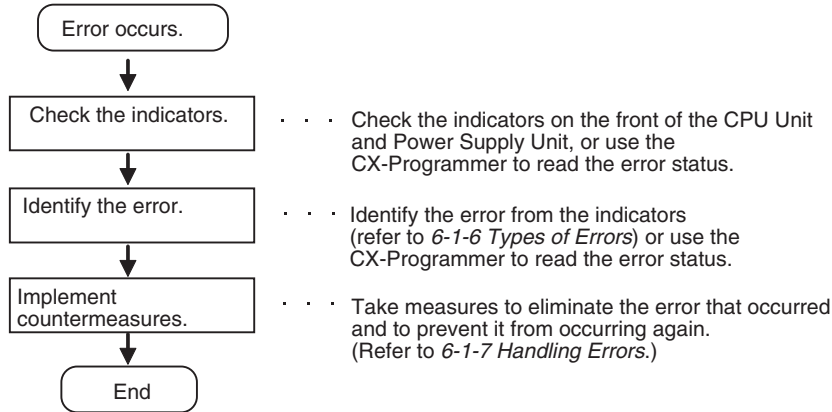 Error occurs.
Check the indicators.
. . . Check the indicators on the front of the CPU Unit
and Power Supply Unit, or use the
CX-Programmer to read the error status.
Identify the error.
. . . Identify the error from the indicators
(refer to 6-1-6 Types of Errors) or use the
CX-Programmer to read the error status.
Implement
countermeasures.
. . . Take measures to eliminate the error that occurred
and to prevent it from occurring again.
(Refer to 6-1-7 Handling Errors.)
End